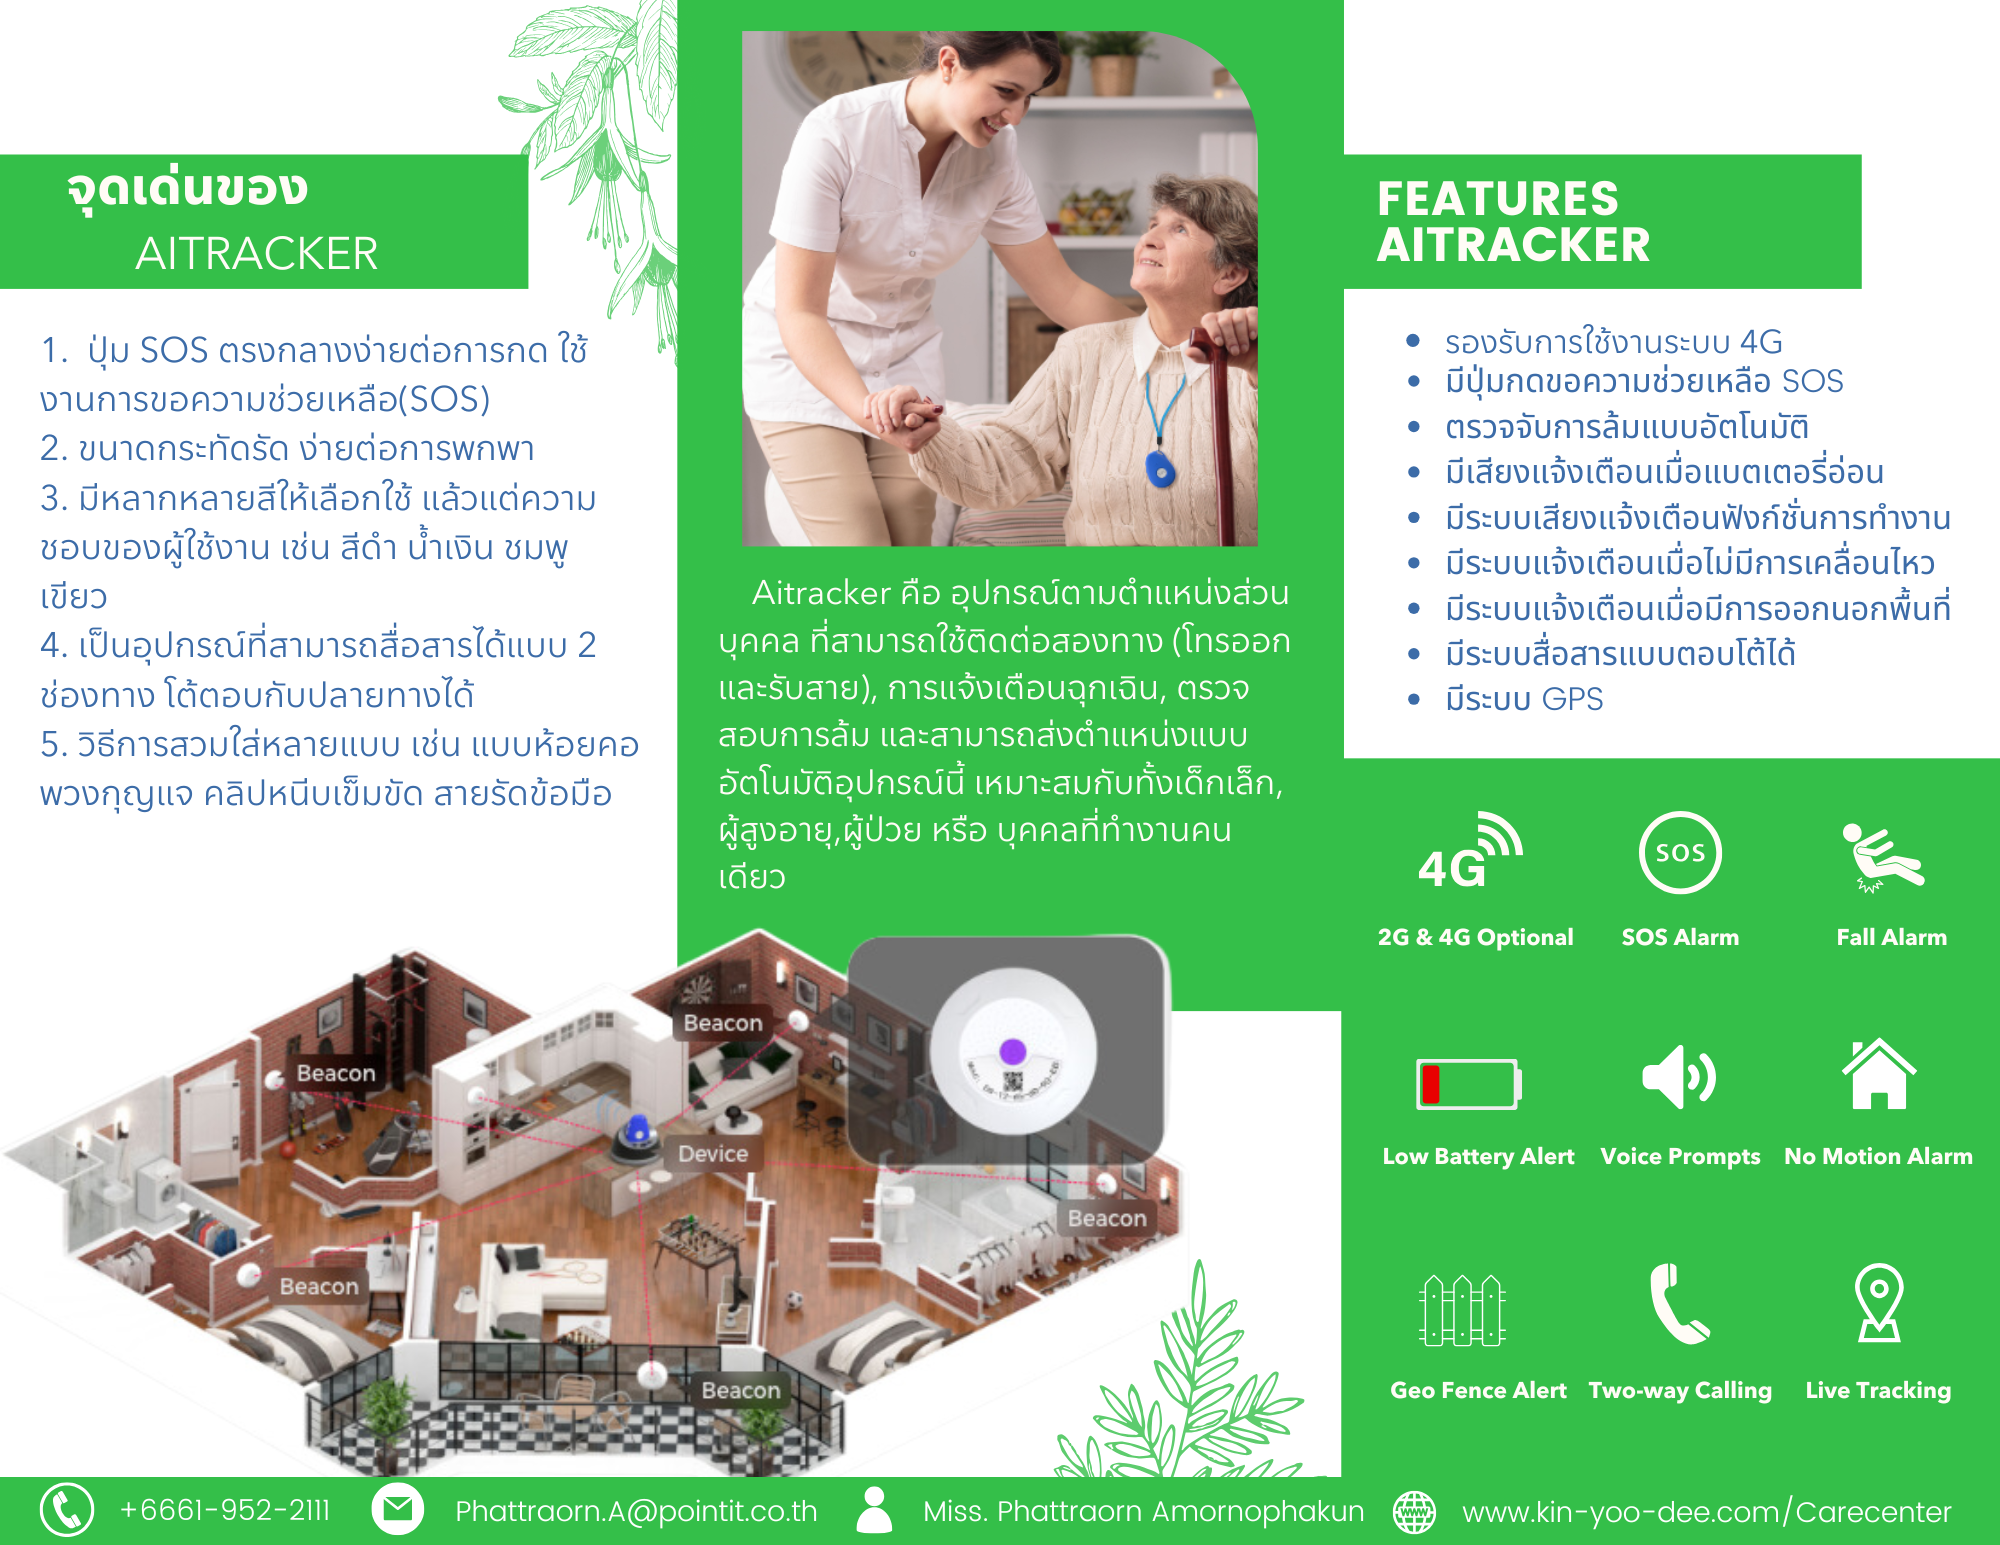 จุดเด่นของ
AITRACKER
1. ปุ่ม SOS ตรงกลางง่ายต่อการกด ใช้
งานการขอความช่วยเหลือ(SOS)
2. ขนาดกระทัดรัด ง่ายต่อการพกพา
3. มีหลากหลายสีให้เลือกใช้ แล้วแต่ความ
ชอบของผู้ใช้งาน เช่น สีดำ น้ำเงิน ชมพู
เขียว
4. เป็นอุปกรณ์ที่สามารถสื่อสารได้แบบ 2
ช่องทาง โต้ตอบกับปลายทางได้
5. วิธีการสวมใส่หลายแบบ เช่น แบบห้อยคอ
พวงกุญแจ คลิปหนีบเข็มขัด สายรัดข้อมือ
Aitracker คือ อุปกรณ์ตามตำแหน่งส่วน
บุคคล ที่สามารถใช้ติดต่อสองทาง (โทรออก
และรับสาย), การแจ้งเตือนฉุกเฉิน, ตรวจ
สอบการล้ม และสามารถส่งตำแหน่งแบบ
อัตโนมัติอุปกรณ์นี้ เหมาะสมกับทั้งเด็กเล็ก,
ผู้สูงอายุ,ผู้ป่วย หรือ บุคคลที่ทำงานคน
เดียว
Beacon
Beacon
Device
Beacon
Beacon
Beacon
FEATURES
AITRACKER
รองรับการใช้งานระบบ 4G
มีปุ่มกดขอความช่วยเหลือ SOS
ตรวจจับการล้มแบบอัตโนมัติ
มีเสียงแจ้งเตือนเมื่อแบตเตอรี่อ่อน
มีระบบเสียงแจ้งเตือนฟังก์ชั่นการทำงาน
มีระบบแจ้งเตือนเมื่อไม่มีการเคลื่อนไหว
มีระบบแจ้งเตือนเมื่อมีการออกนอกพื้นที่
มีระบบสื่อสารแบบตอบโต้ได้
มีระบบ GPS
4G
SOS
2G & 4G Optional
SOS Alarm
Fall Alarm
Low Battery Alert
Voice Prompts
No Motion Alarm
Geo Fence Alert
Two-way Calling
Live Tracking
+6661-952-2111
Phattraorn.A@pointit.co.th
Miss. Phattraorn Amornophakun
WWW
www.kin-yoo-dee.com/Carecenter